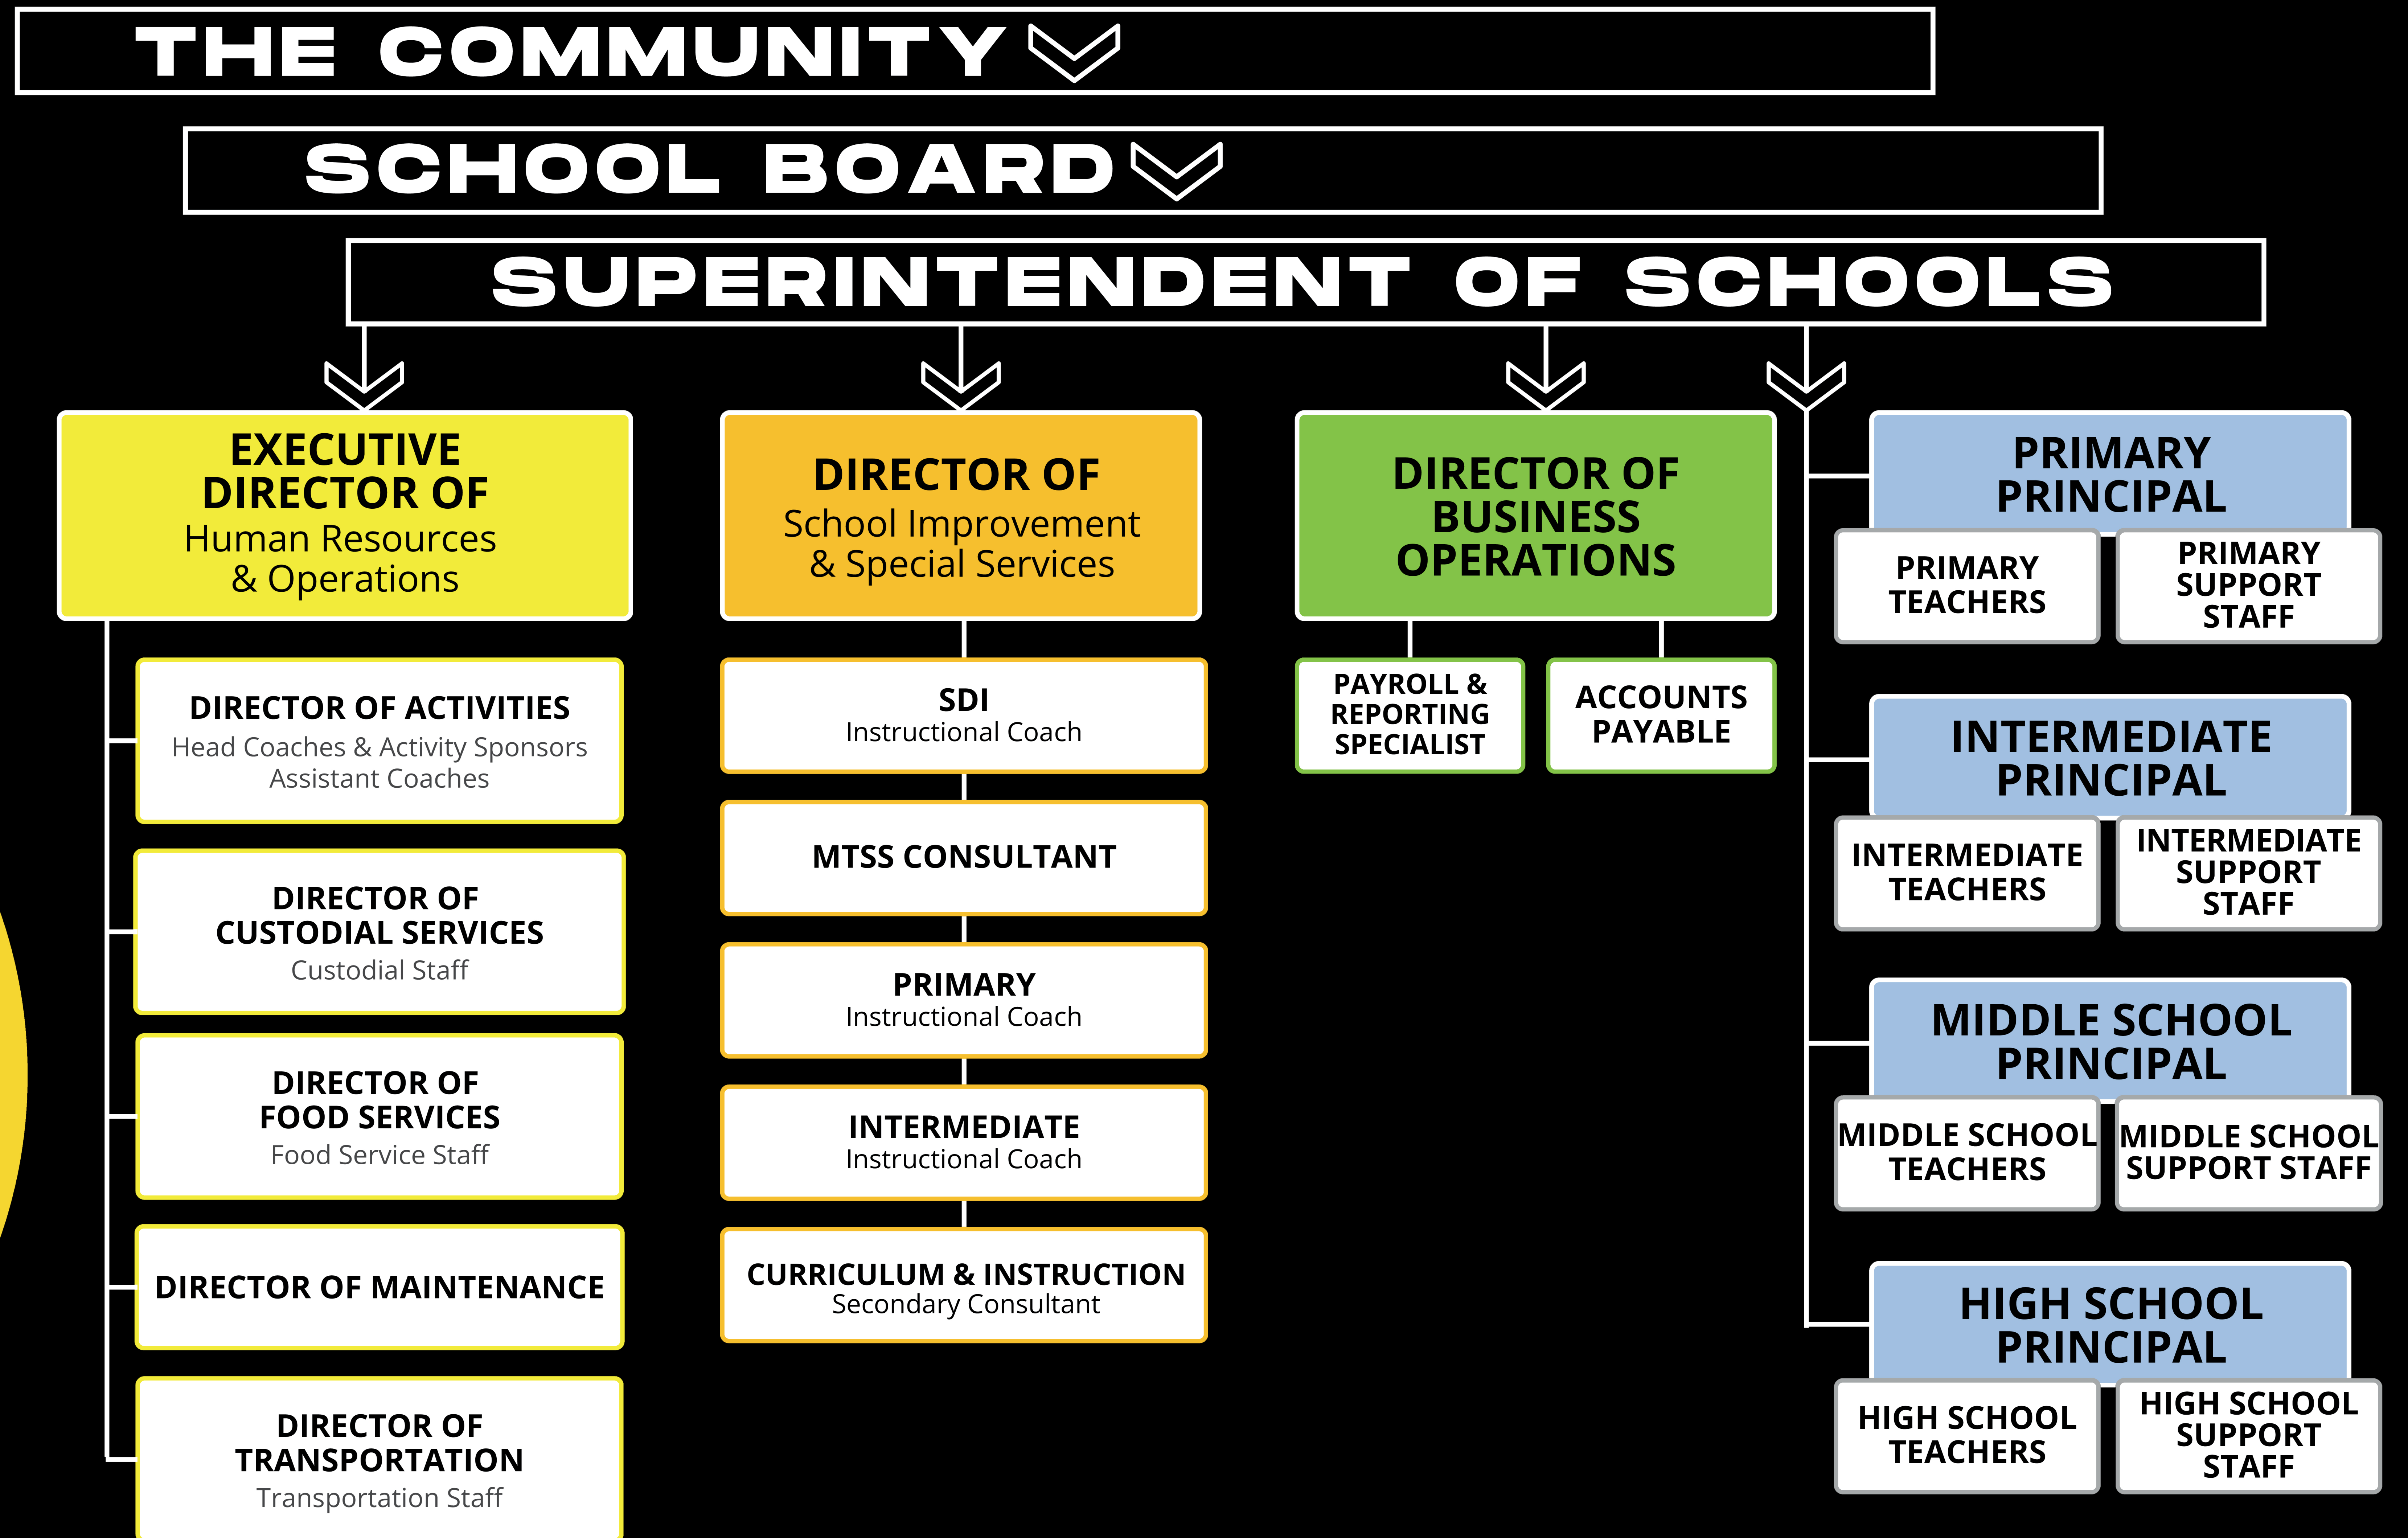 THE COMMUNITY
SCHOOL BOARD
SUPERINTENDENT OF SCHOOLS
EXECUTIVE
DIRECTOR OF
Human Resources
& Operations
DIRECTOR OF ACTIVITIES
Head Coaches & Activity Sponsors
Assistant Coaches
DIRECTOR OF
CUSTODIAL SERVICES
Custodial Staff
DIRECTOR OF
FOOD SERVICES
Food Service Staff
DIRECTOR OF MAINTENANCE
DIRECTOR OF
TRANSPORTATION
Transportation Staff
DIRECTOR OF
School Improvement
& Special Services
SDI
Instructional Coach
MTSS CONSULTANT
PRIMARY
Instructional Coach
INTERMEDIATE
Instructional Coach
CURRICULUM & INSTRUCTION
Secondary Consultant
DIRECTOR OF
BUSINESS
OPERATIONS
PAYROLL &
REPORTING
SPECIALIST
ACCOUNTS
PAYABLE
PRIMARY
PRINCIPAL
PRIMARY
TEACHERS
PRIMARY
SUPPORT
STAFF
INTERMEDIATE
PRINCIPAL
INTERMEDIATE
TEACHERS
INTERMEDIATE
SUPPORT
STAFF
MIDDLE SCHOOL
PRINCIPAL
MIDDLE SCHOOL
TEACHERS
MIDDLE SCHOOL
SUPPORT STAFF
HIGH SCHOOL
PRINCIPAL
HIGH SCHOOL
TEACHERS
HIGH SCHOOL
SUPPORT
STAFF